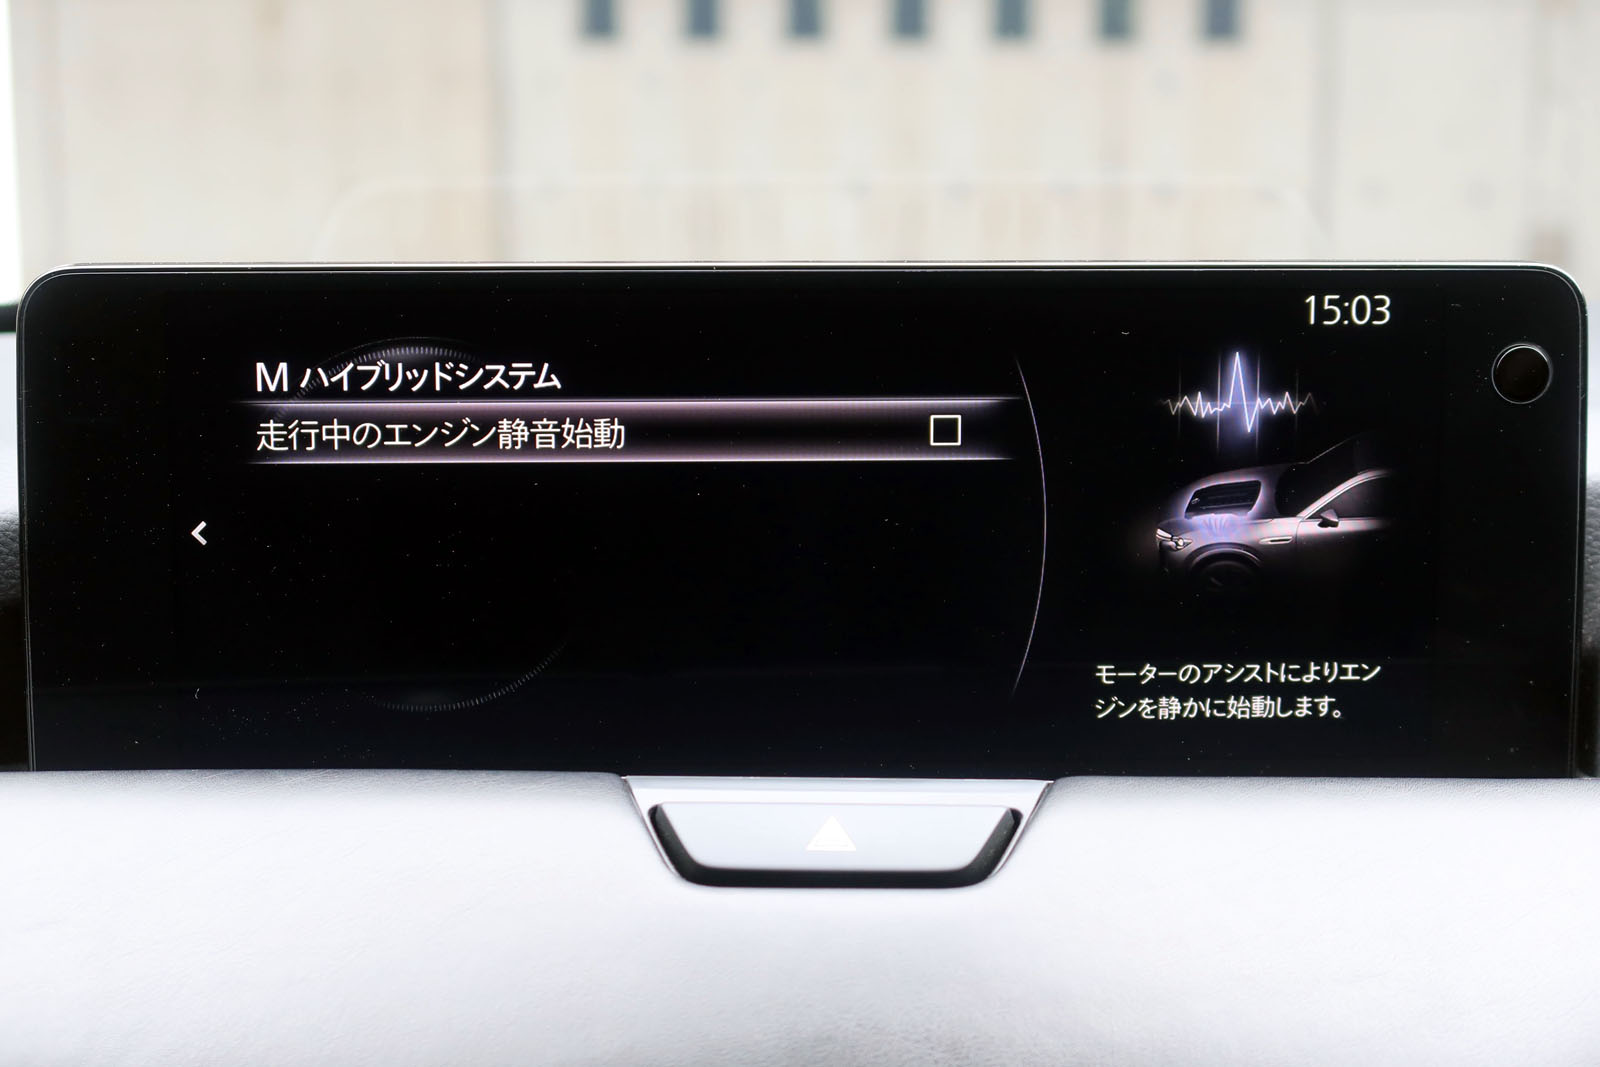 15:03
M ハイブリッドシステム
走行中のエンジン静音始動
モーターのアシストによりエン
ジンを静かに始動します。